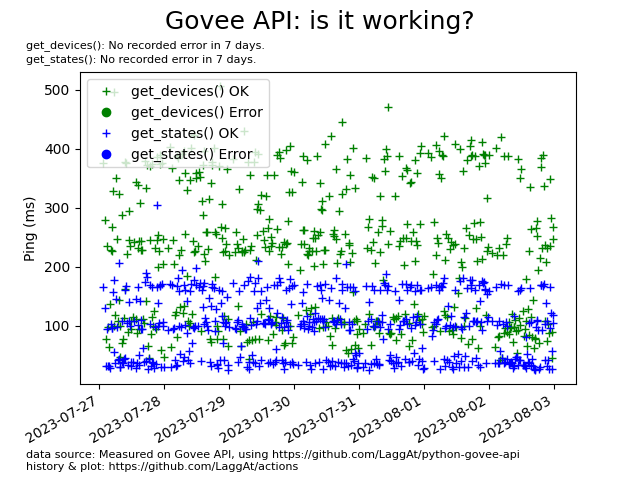 Govee API: is it working?
get_devices(): No recorded error in 7 days.
get_states(): No recorded error in 7 days.
get_devices() OK
get_devices() Error
get_states() OK
get_states() Error
Ping (ms)
500
400
300
200
100
2023-07-27
2023-07-28
2023-07-29
2023-07-30
2023-07-31
2023-08-01
2023-08-02
2023-08-03
data source: Measured on Govee API, using https://github.com/LaggAt/python-govee-api
history & plot: https://github.com/LaggAt/actions